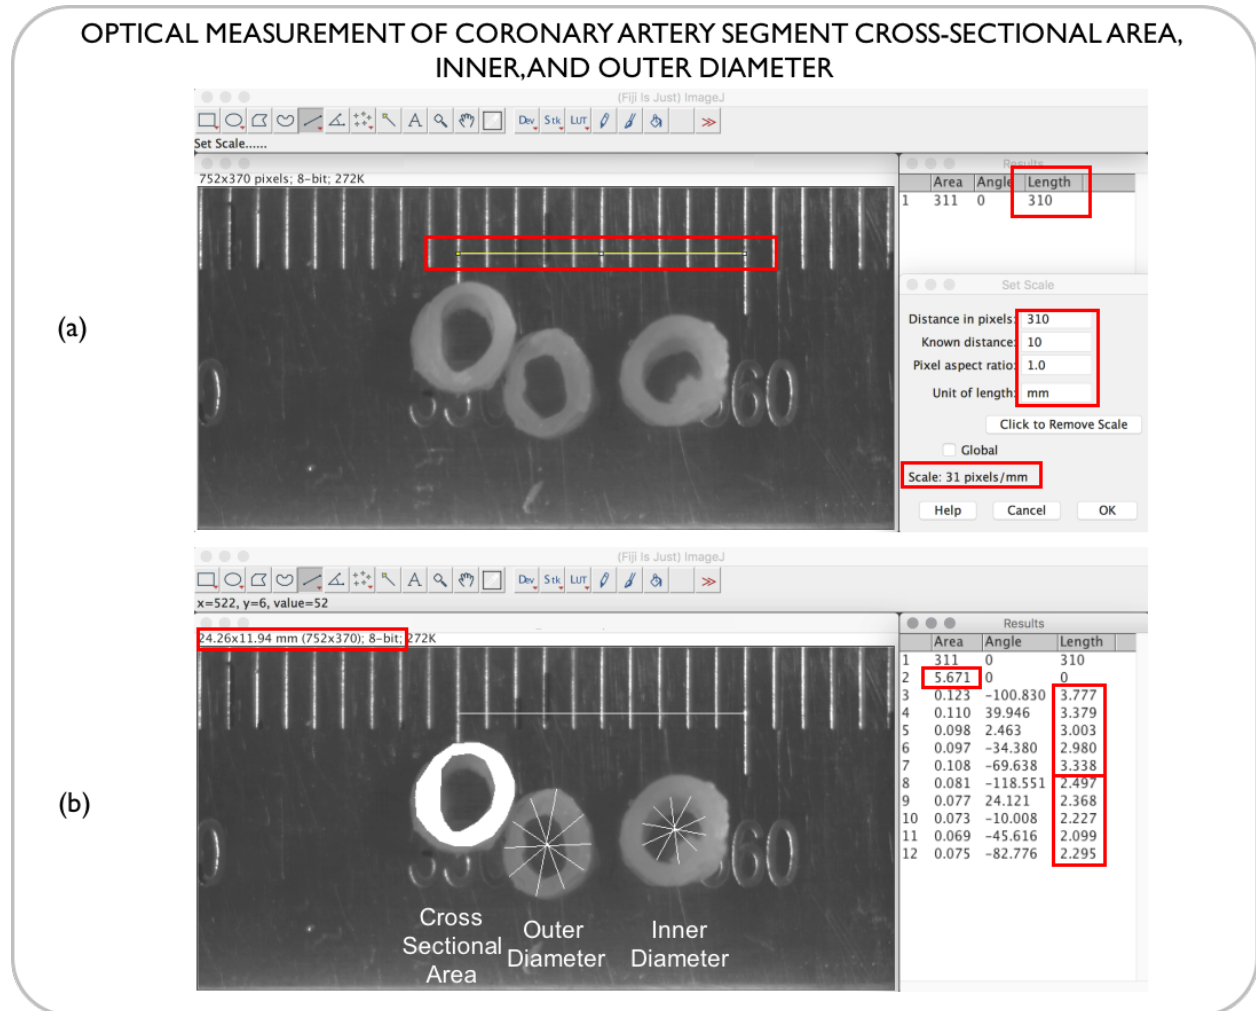 OPTICAL MEASUREMENT OF CORONARY ARTERY SEGMENT CROSS-SECTIONAL AREA,
INNER, AND OUTER DIAMETER
(Fiji Is Just) ImageJ
A Dev Stk LUT >>
Set Scale......
752x370 pixels; 8-bit; 272K
Results
Area Angle Length
1 311 0 310
Set Scale
Distance in pixels: 310
Known distance: 10
Pixel aspect ratio: 1.0
Unit of length: mm
Click to Remove Scale
Global
Scale: 31 pixels/mm
Help Cancel OK
60
(a)
(Fiji Is Just) ImageJ
A Dev Stk LUT >>
x=522, y=6, value=52
24.26x11.94 mm (752x370); 8-bit; 272K
Results
Area Angle Length
1 311 0 310
2 5.671 0 0
3 0.123 −100.830 3.777
4 0.110 39.946 3.379
5 0.098 2.463 3.003
6 0.097 −34.380 2.980
7 0.108 −69.638 3.338
8 0.081 −118.551 2.497
9 0.077 24.121 2.368
10 0.073 −10.008 2.227
11 0.069 −45.616 2.099
12 0.075 −82.776 2.295
60
(b)
Cross
Sectional
Area
Outer
Diameter
Inner
Diameter